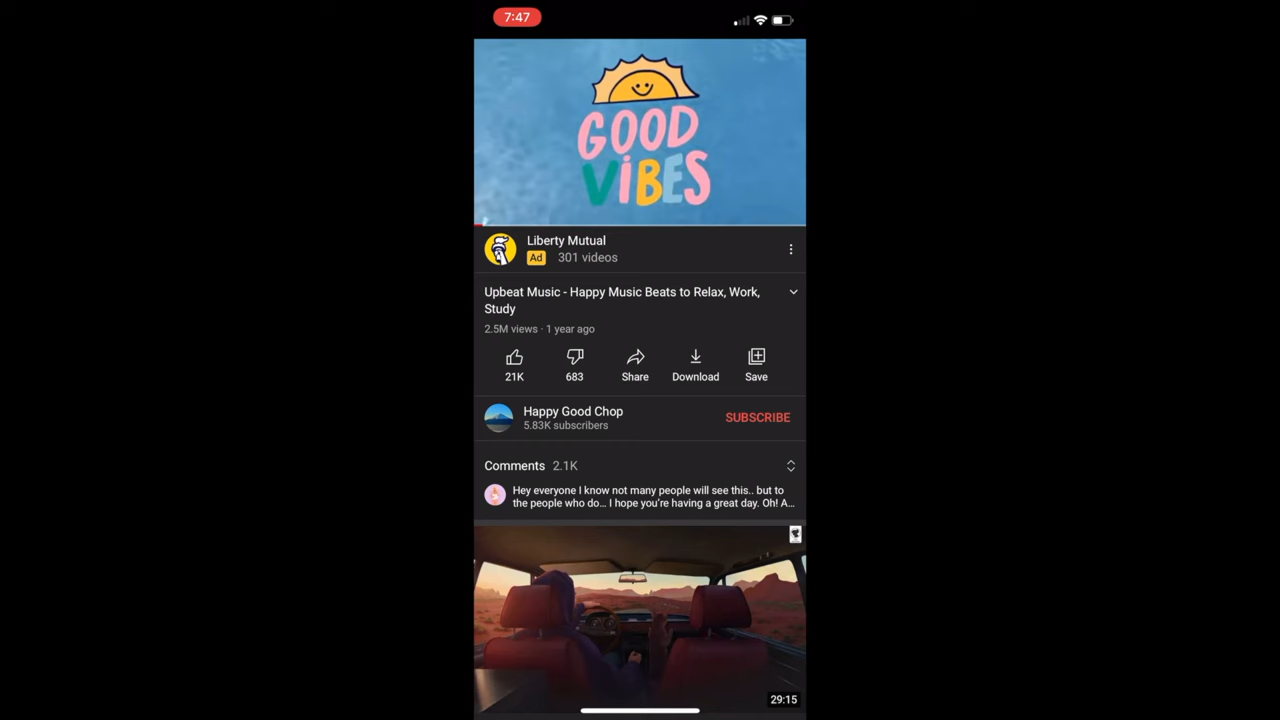 7:47
GOOD
ViBES
Liberty Mutual
Ad 301 videos
Upbeat Music - Happy Music Beats to Relax, Work,
Study
2.5M views · 1 year ago
21K 683 Share Download Save
Happy Good Chop SUBSCRIBE
5.83K subscribers
Comments 2.1K
Hey everyone I know not many people will see this.. but to
the people who do... I hope you're having a great day. Oh! A...
29:15